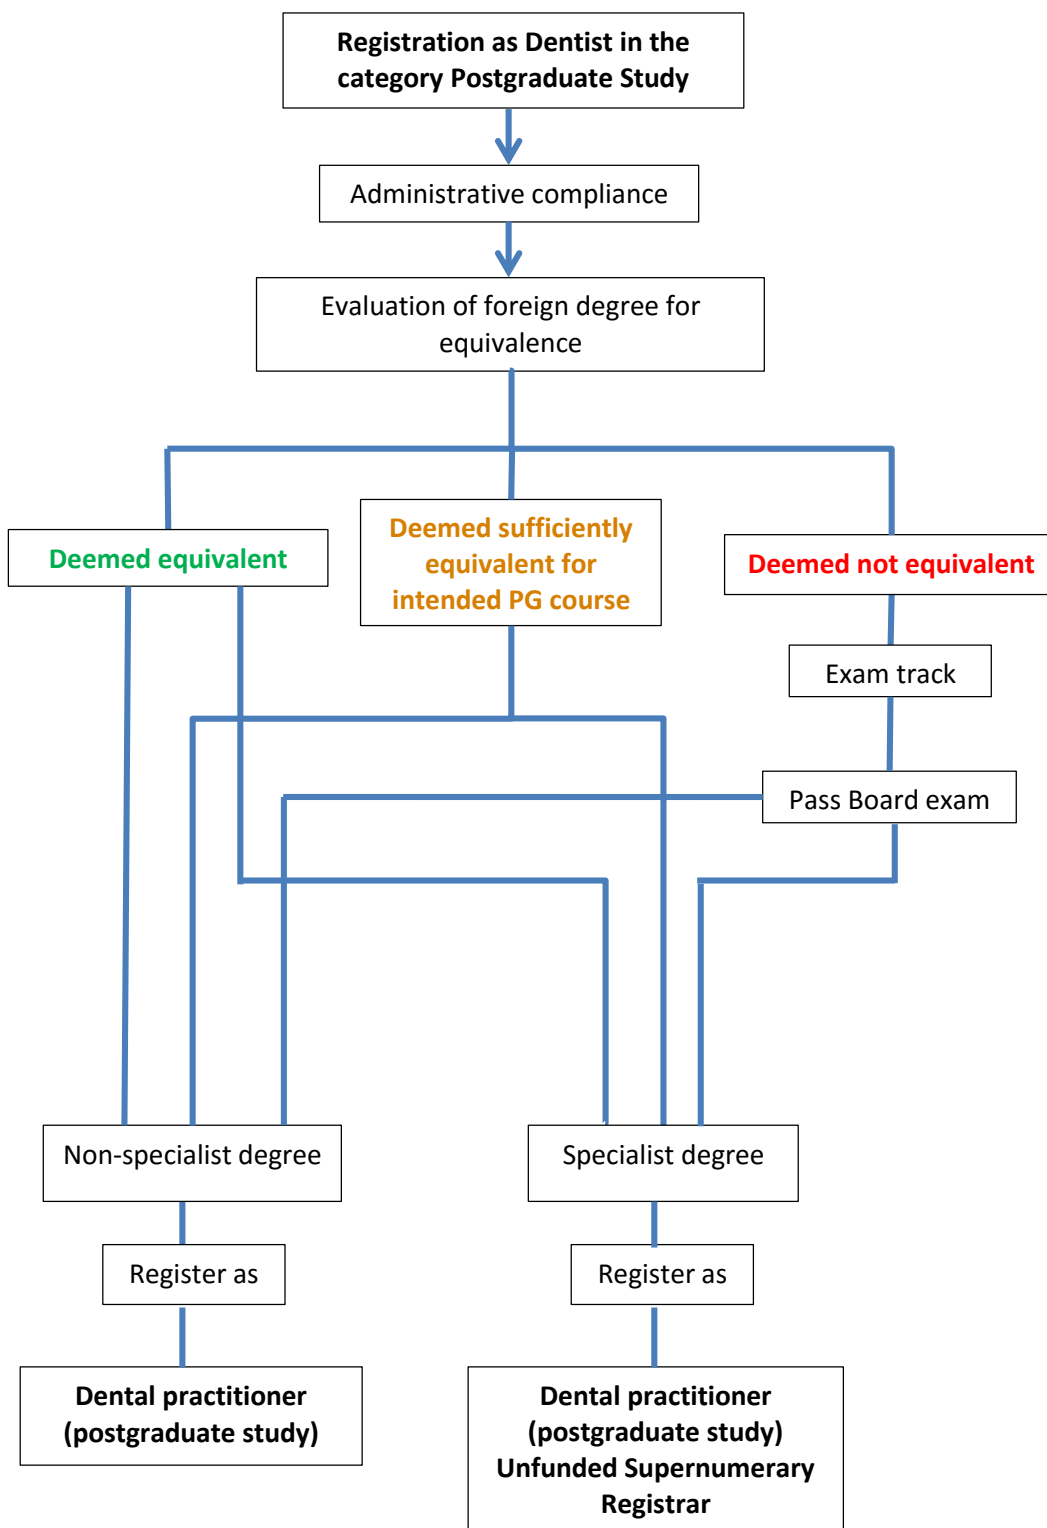 Registration as Dentist in the
category Postgraduate Study
Administrative compliance
Evaluation of foreign degree for
equivalence
Deemed equivalent
Deemed sufficiently
equivalent for
intended PG course
Deemed not equivalent
Exam track
Pass Board exam
Non-specialist degree
Specialist degree
Register as
Register as
Dental practitioner
(postgraduate study)
Dental practitioner
(postgraduate study)
Unfunded Supernumerary
Registrar